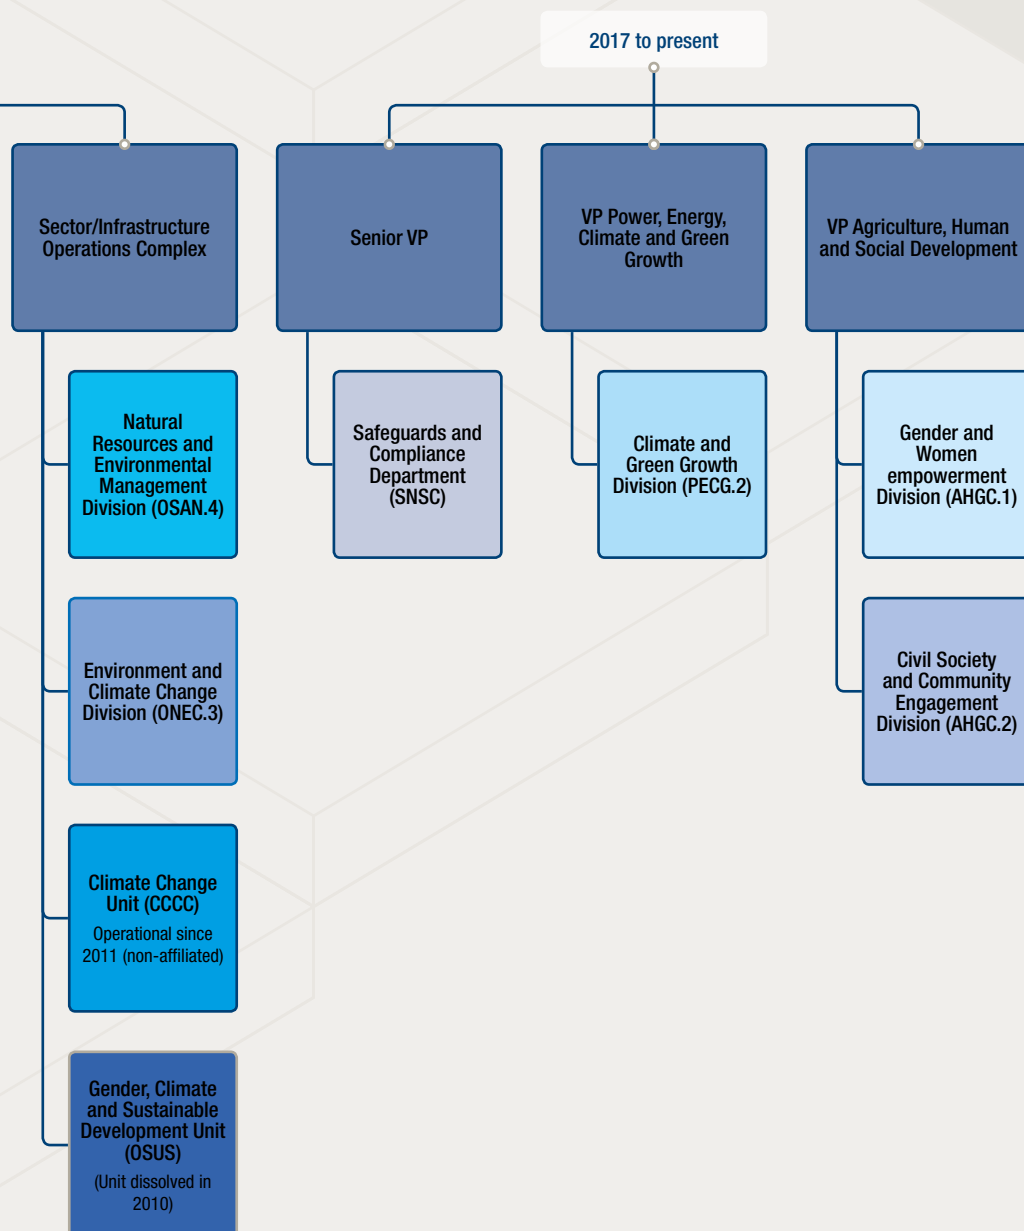 2017 to present
Sector/Infrastructure
Operations Complex
Natural
Resources and
Environmental
Management
Division (OSAN.4)
Environment and
Climate Change
Division (ONEC.3)
Climate Change
Unit (CCCC)
Operational since
2011 (non-affiliated)
Gender, Climate
and Sustainable
Development Unit
(OSUS)
(Unit dissolved in
2010)
Senior VP
Safeguards and
Compliance
Department
(SNSC)
VP Power, Energy,
Climate and Green
Growth
Climate and
Green Growth
Division (PECG.2)
VP Agriculture, Human
and Social Development
Gender and
Women
empowerment
Division (AHGC.1)
Civil Society
and Community
Engagement
Division (AHGC.2)